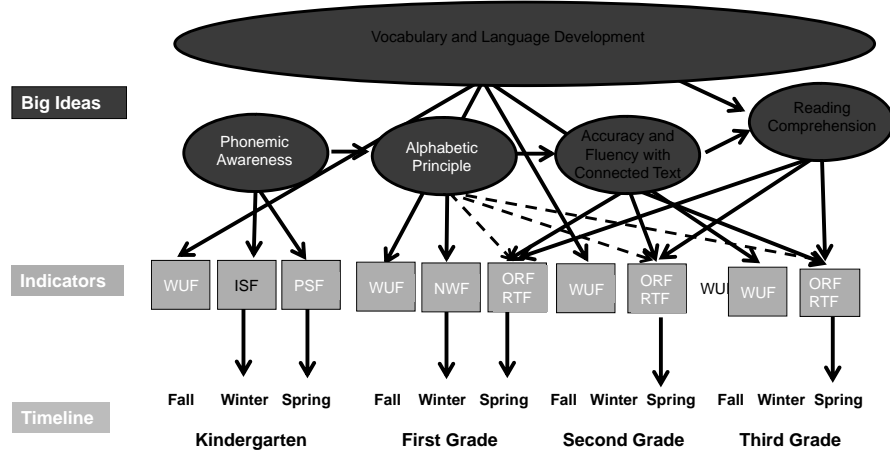 Vocabulary and Language Development
Big Ideas
Reading
Comprehension
Phonemic
Awareness
Alphabetic
Principle
Accuracy and
Fluency with
Connected Text
Indicators
WUF
ISF
PSF
WUF
NWF
ORF
RTF
WUF
ORF
RTF
WUF
WUF
ORF
RTF
Fall Winter Spring Fall Winter Spring Fall Winter Spring Fall Winter Spring
Timeline
Kindergarten First Grade Second Grade Third Grade